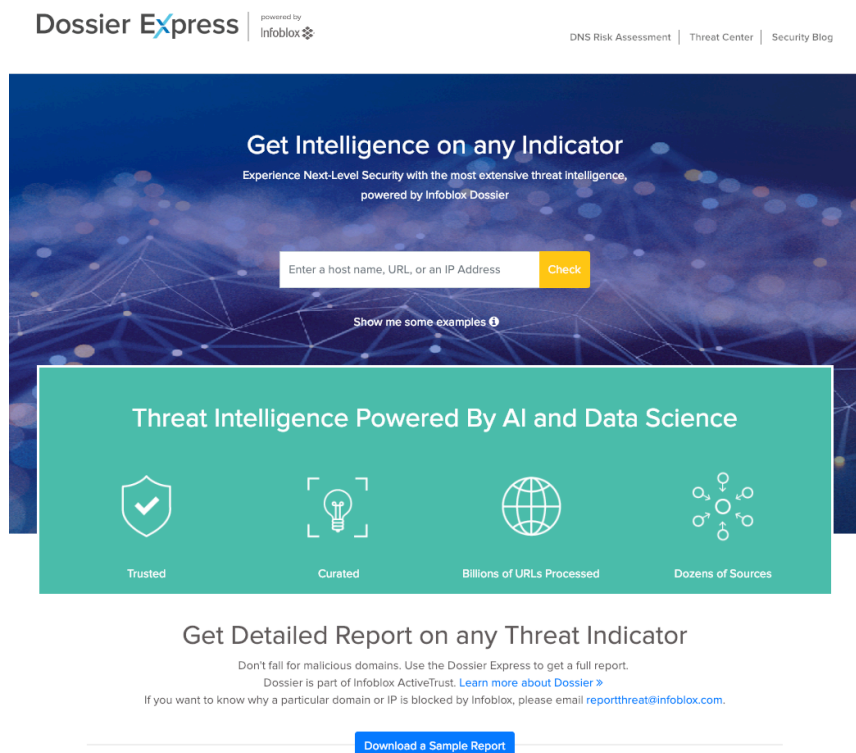 Dossier Express
powered by
Infoblox
DNS Risk Assessment | Threat Center | Security Blog
Get Intelligence on any Indicator
Experience Next-Level Security with the most extensive threat intelligence,
powered by Infoblox Dossier
Enter a host name, URL, or an IP Address
Check
Show me some examples
Threat Intelligence Powered By AI and Data Science
Trusted
Curated
Billions of URLs Processed
Dozens of Sources
Get Detailed Report on any Threat Indicator
Don't fall for malicious domains. Use the Dossier Express to get a full report.
Dossier is part of Infoblox ActiveTrust. Learn more about Dossier »
If you want to know why a particular domain or IP is blocked by Infoblox, please email reportthreat@infoblox.com.
Download a Sample Report